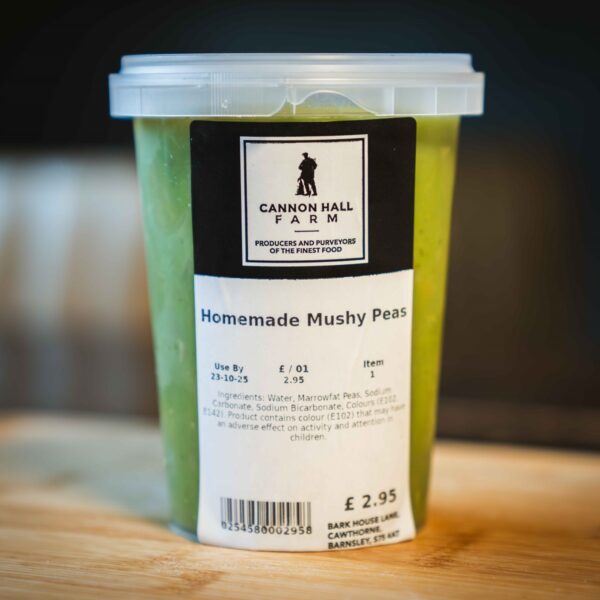 CANNON HALL
FARM
PRODUCERS AND PURVEYORS
OF THE FINEST FOOD
Homemade Mushy Peas
Use By £ / 01 Item
23-10-25 2.95 1
Ingredients: Water, Marrowfat Peas, Sodium
Carbonate, Sodium Bicarbonate, Colours (E102,
E142). Product contains colour (E102) that may have
an adverse effect on activity and attention in
children.
£ 2.95
0254580002958
BARK HOUSE LANE,
CAWTHORNE,
BARNSLEY, S75 4AT